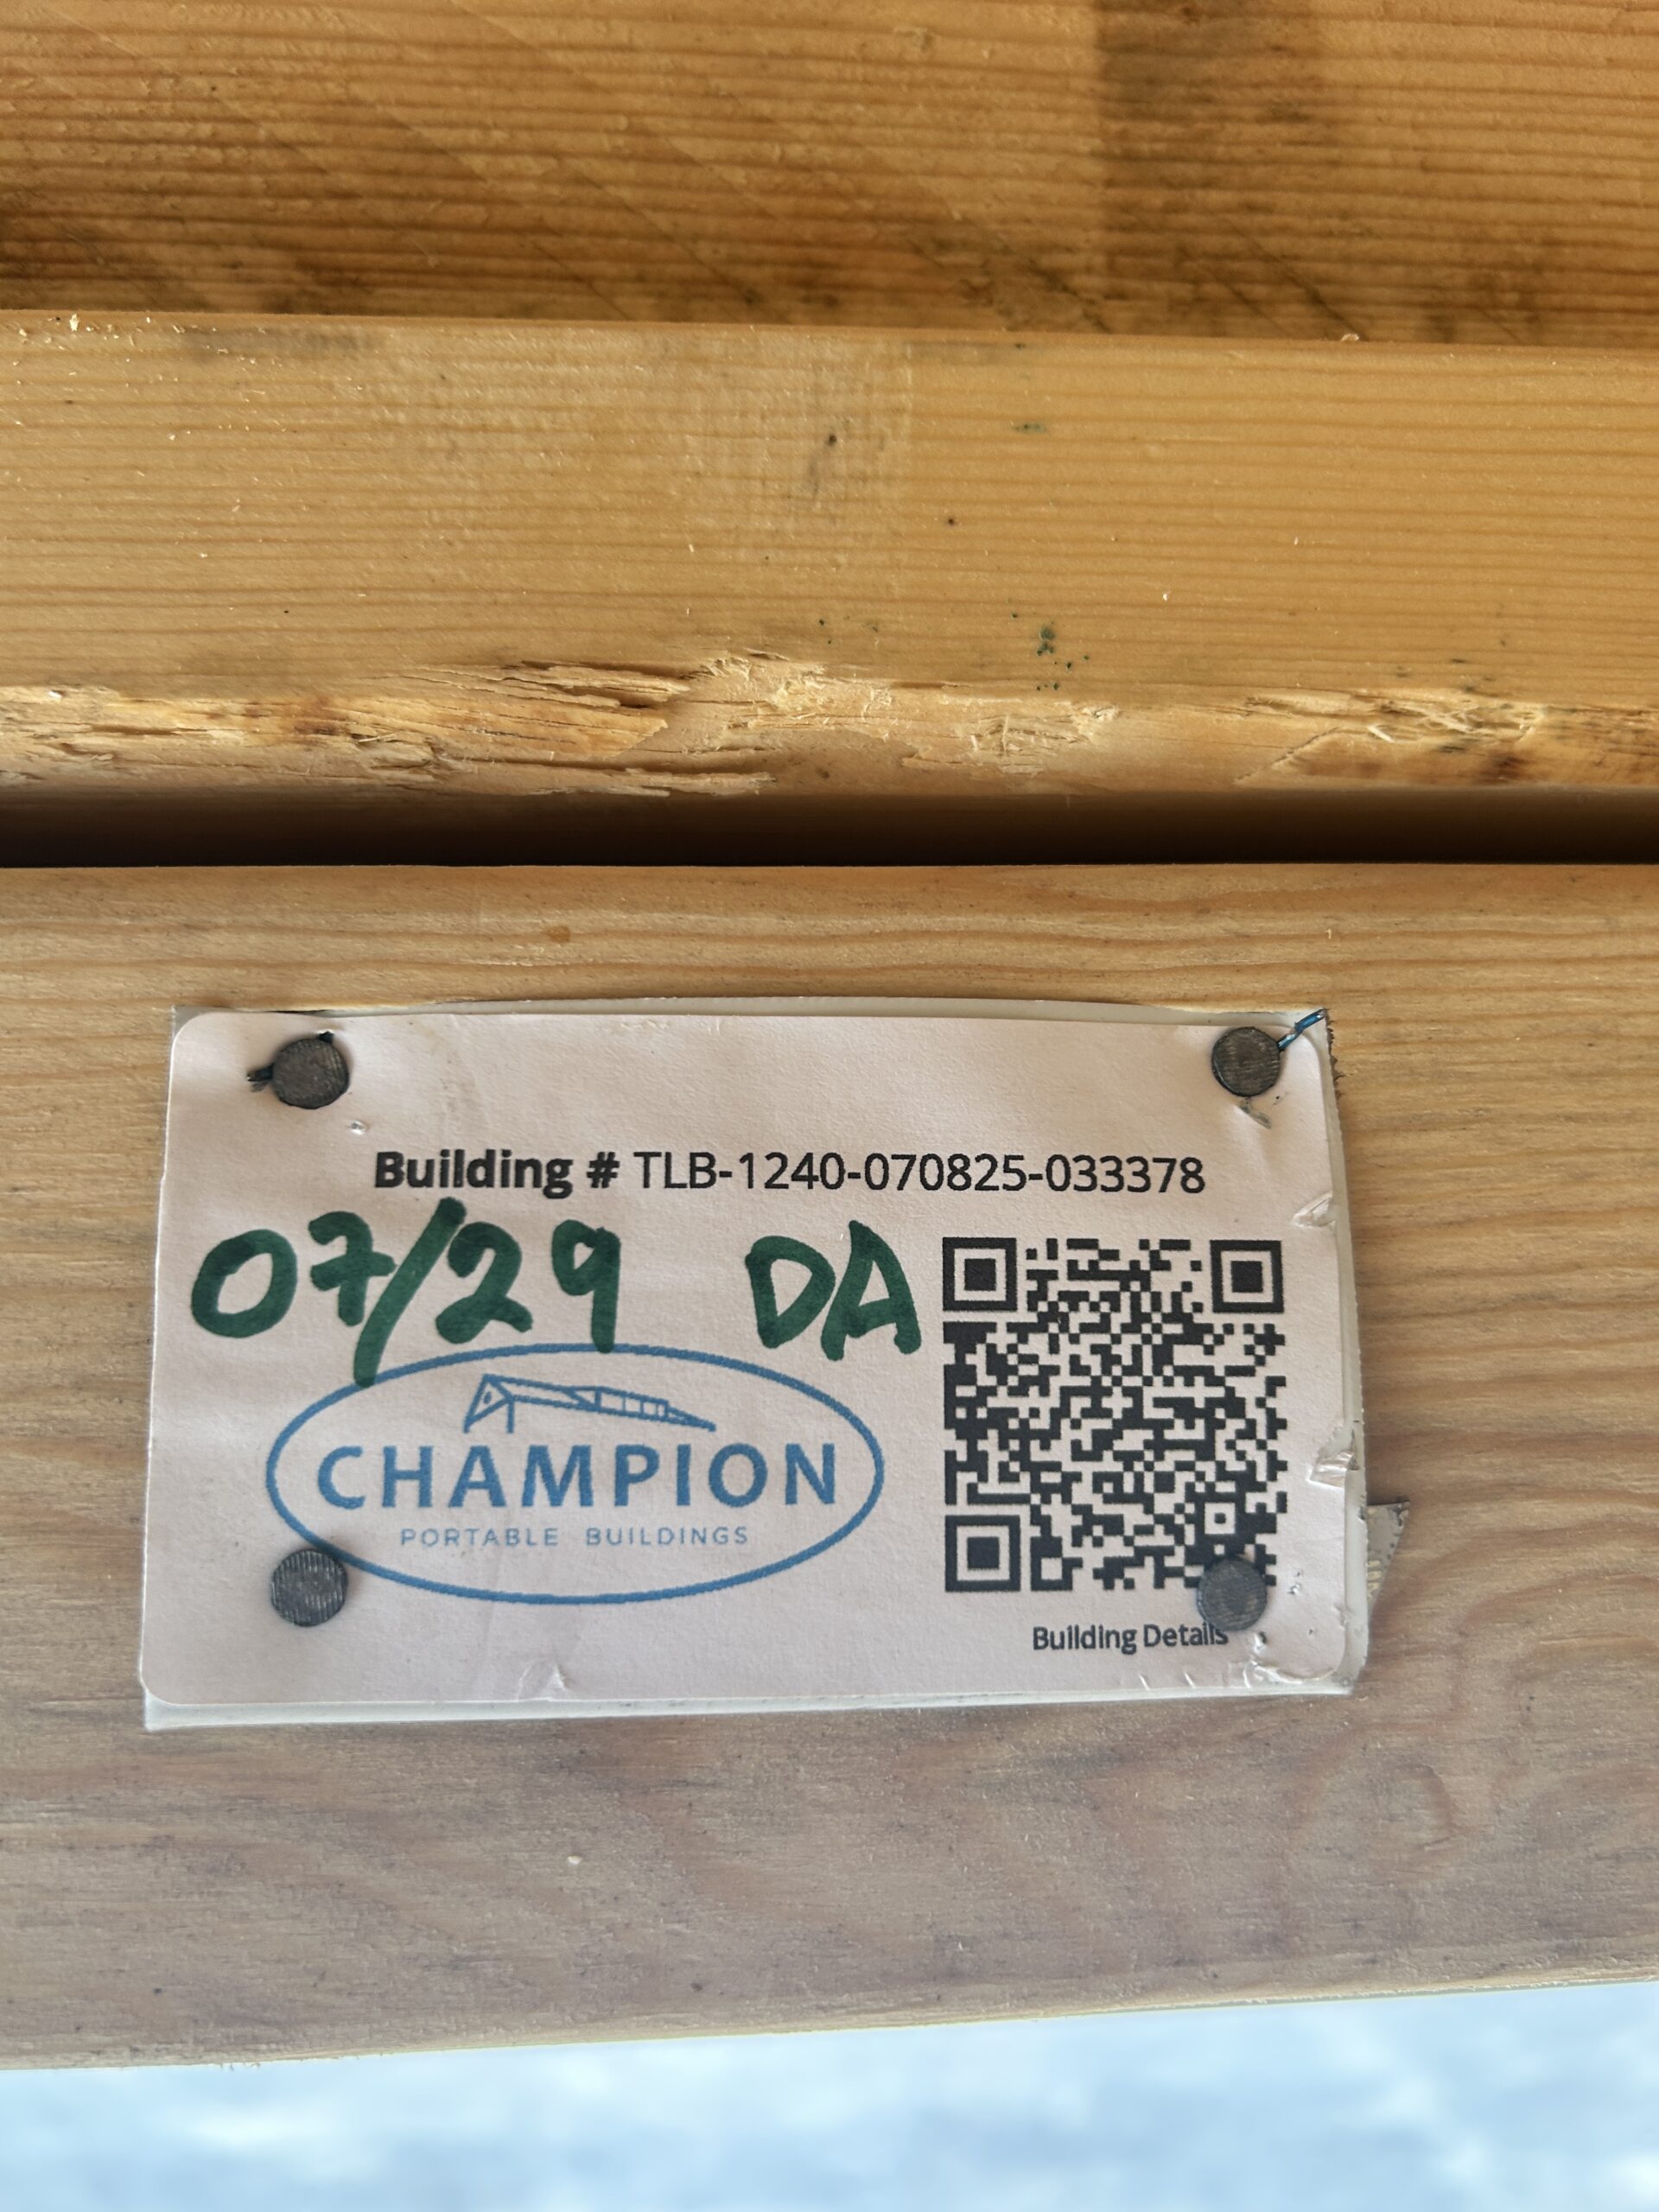 Building # TLB-1240-070825-033378
07/29 DA
CHAMPION
PORTABLE BUILDINGS
Building Details